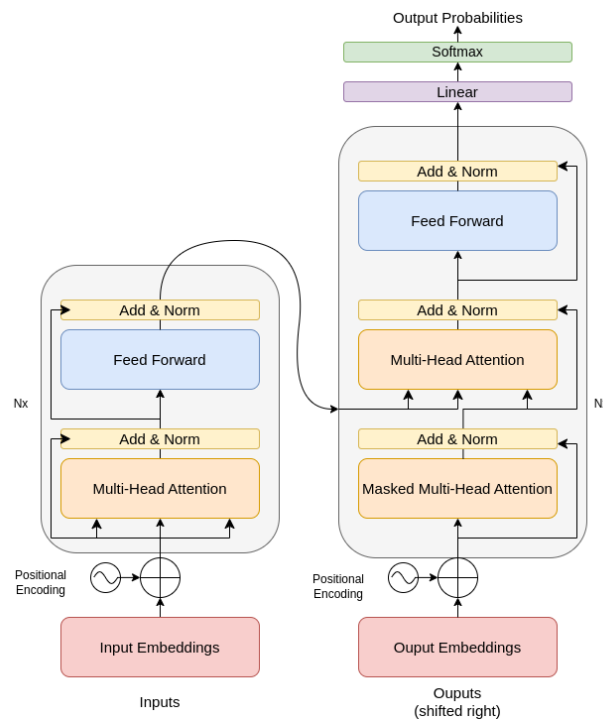 Output Probabilities
Softmax
Linear
Add & Norm
Feed Forward
Add & Norm
Multi-Head Attention
Add & Norm
Masked Multi-Head Attention
N
Positional
Encoding
Ouput Embeddings
Ouputs
(shifted right)
Add & Norm
Feed Forward
Nx
Add & Norm
Multi-Head Attention
Positional
Encoding
Input Embeddings
Inputs